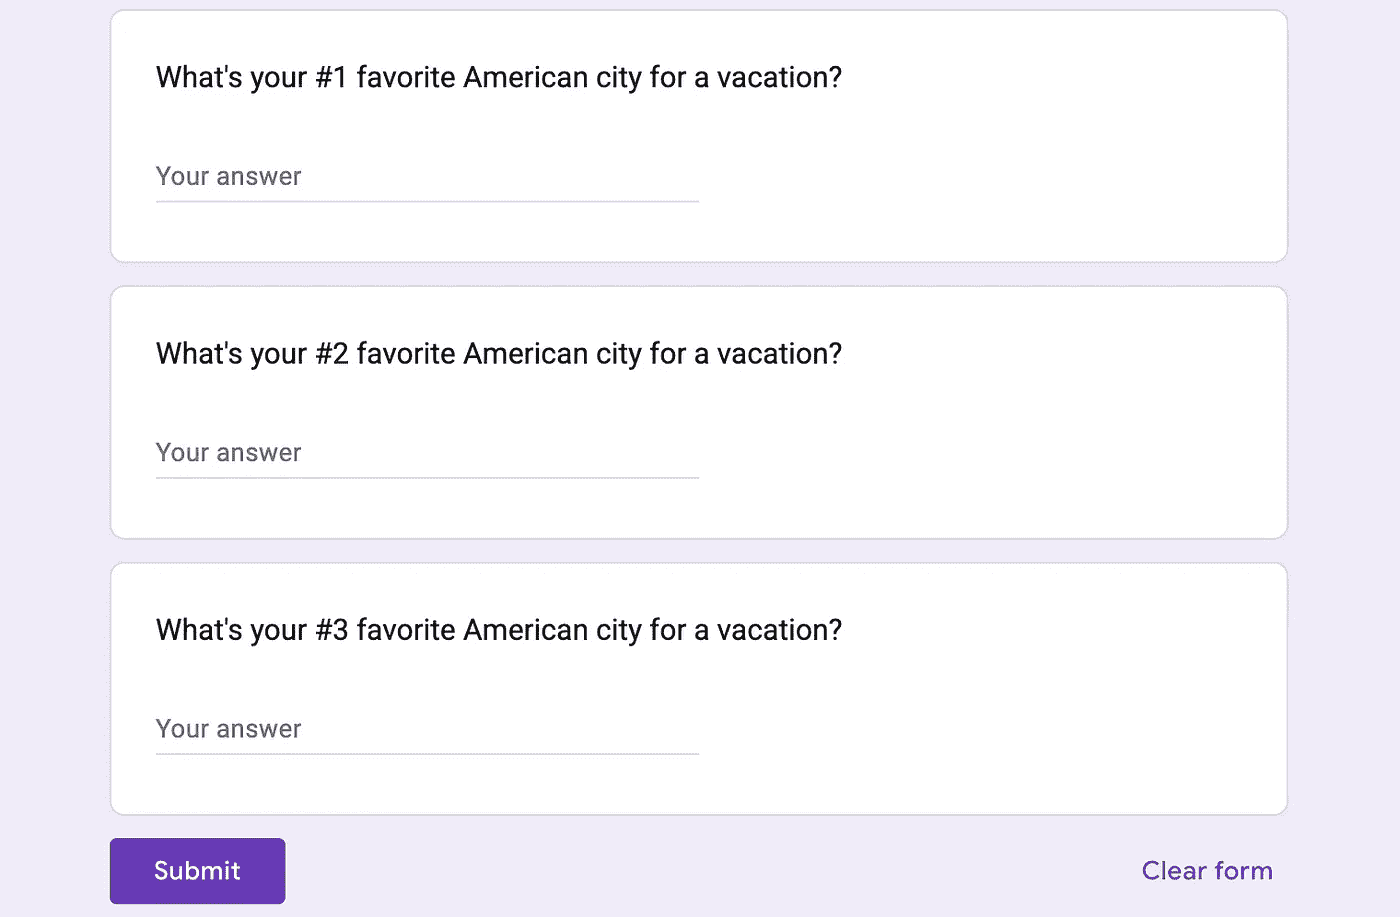 What's your #1 favorite American city for a vacation?
Your answer
What's your #2 favorite American city for a vacation?
Your answer
What's your #3 favorite American city for a vacation?
Your answer
Submit
Clear form